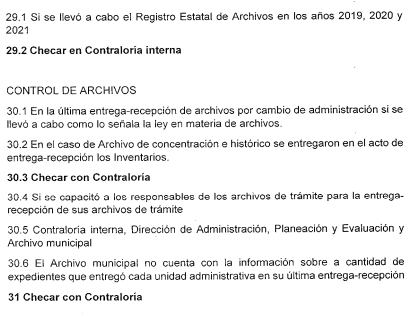 29.1 Si se llevó a cabo el Registro Estatal de Archivos en los años 2019, 2020 y
2021
29.2 Checar en Contraloría interna
CONTROL DE ARCHIVOS
30.1 En la última entrega-recepción de archivos por cambio de administración si se
llevó a cabo como lo señala la ley en materia de archivos.
30.2 En el caso de Archivo de concentración e histórico se entregaron en el acto de
entrega-recepción los Inventarios.
30.3 Checar con Contraloría
30.4 Si se capacitó a los responsables de los archivos de trámite para la entrega-
recepción de sus archivos de trámite
30.5 Contraloría interna, Dirección de Administración, Planeación y Evaluación y
Archivo municipal
30.6 El Archivo municipal no cuenta con la información sobre a cantidad de
expedientes que entregó cada unidad administrativa en su última entrega-recepción
31 Checar con Contraloría